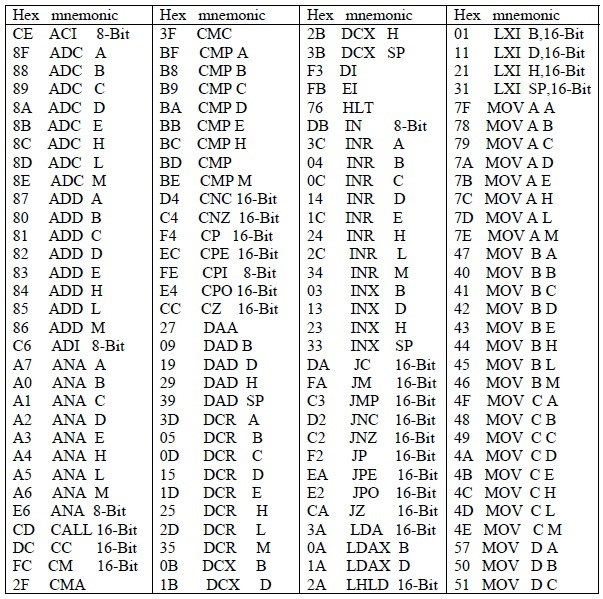 Hex mnemonic
CE ACI 8-Bit
8F ADC A
88 ADC B
89 ADC C
8A ADC D
8B ADC E
8C ADC H
8D ADC L
8E ADC M
87 ADD A
80 ADD B
81 ADD C
82 ADD D
83 ADD E
84 ADD H
85 ADD L
86 ADD M
C6 ADI 8-Bit
A7 ANA A
A0 ANA B
A1 ANA C
A2 ANA D
A3 ANA E
A4 ANA H
A5 ANA L
A6 ANA M
E6 ANA 8-Bit
CD CALL 16-Bit
DC CC 16-Bit
FC CM 16-Bit
2F CMA
Hex mnemonic
3F CMC
BF CMP A
B8 CMP B
B9 CMP C
BA CMP D
BB CMP E
BC CMP H
BD CMP
BE CMP M
D4 CNC 16-Bit
C4 CNZ 16-Bit
F4 CP 16-Bit
EC CPE 16-Bit
FE CPI 8-Bit
E4 CPO 16-Bit
CC CZ 16-Bit
27 DAA
09 DAD B
19 DAD D
29 DAD H
39 DAD SP
3D DCR A
05 DCR B
0D DCR C
15 DCR D
1D DCR E
25 DCR H
2D DCR L
35 DCR M
0B DCX B
1B DCX D
Hex mnemonic
2B DCX H
3B DCX SP
F3 DI
FB EI
76 HLT
DB IN 8-Bit
3C INR A
04 INR B
0C INR C
14 INR D
1C INR E
24 INR H
2C INR L
34 INR M
03 INX B
13 INX D
23 INX H
33 INX SP
DA JC 16-Bit
FA JM 16-Bit
C3 JMP 16-Bit
D2 JNC 16-Bit
C2 JNZ 16-Bit
F2 JP 16-Bit
EA JPE 16-Bit
E2 JPO 16-Bit
CA JZ 16-Bit
3A LDA 16-Bit
0A LDAX B
1A LDAX D
2A LHLD 16-Bit
Hex mnemonic
01 LXI B,16-Bit
11 LXI D,16-Bit
21 LXI H,16-Bit
31 LXI SP,16-Bit
7F MOV A A
78 MOV A B
79 MOV A C
7A MOV A D
7B MOV A E
7C MOV A H
7D MOV A L
7E MOV A M
47 MOV B A
40 MOV B B
41 MOV B C
42 MOV B D
43 MOV B E
44 MOV B H
45 MOV B L
46 MOV B M
4F MOV C A
48 MOV C B
49 MOV C C
4A MOV C D
4B MOV C E
4C MOV C H
4D MOV C L
4E MOV C M
57 MOV D A
50 MOV D B
51 MOV D C